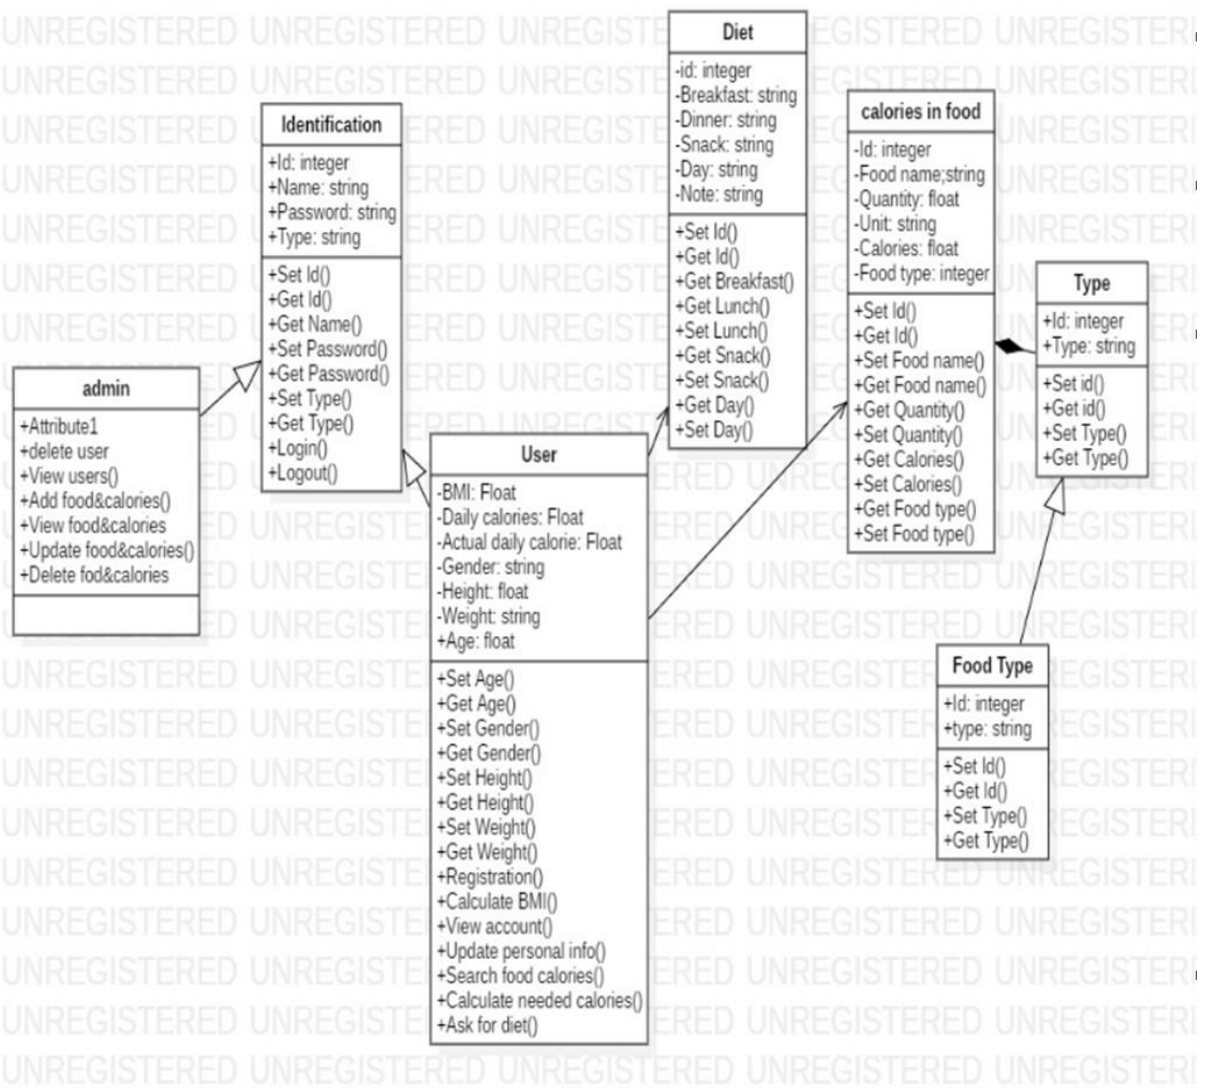 Diet
-id: integer
-Breakfast: string
-Dinner: string
-Snack: string
-Day: string
-Note: string
+Set Id()
+Get Id()
+Get Breakfast()
+Get Lunch()
+Set Lunch()
+Get Snack()
+Set Snack()
+Get Day()
+Set Day()
calories in food
-Id: integer
-Food name;string
-Quantity: float
-Unit: string
-Calories: float
-Food type: integer
+Set Id()
+Get Id()
+Set Food name()
+Get Food name()
+Get Quantity()
+Set Quantity()
+Get Calories()
+Set Calories()
+Get Food type()
+Set Food type()
Identification
+Id: integer
+Name: string
+Password: string
+Type: string
+Set Id()
+Get Id()
+Get Name()
+Set Password()
+Get Password()
+Set Type()
+Get Type()
+Login()
+Logout()
Type
+Id: integer
+Type: string
+Set id()
+Get id()
+Set Type()
+Get Type()
admin
+Attribute1
+delete user
+View users()
+Add food&calories()
+View food&calories
+Update food&calories()
+Delete fod&calories
User
-BMI: Float
-Daily calories: Float
-Actual daily calorie: Float
-Gender: string
-Height: float
-Weight: string
+Age: float
+Set Age()
+Get Age()
+Set Gender()
+Get Gender()
+Set Height()
+Get Height()
+Set Weight()
+Get Weight()
+Registration()
+Calculate BMI()
+View account()
+Update personal info()
+Search food calories()
+Calculate needed calories()
+Ask for diet()
Food Type
+Id: integer
+type: string
+Set Id()
+Get Id()
+Set Type()
+Get Type()
UNREGISTERED UNREGISTERED UNREGISTERED UNREGISTERED